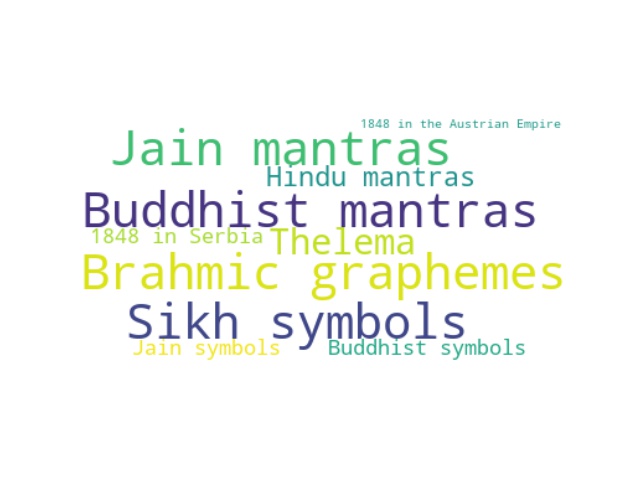 1848 in the Austrian Empire
Jain mantras
Hindu mantras
Buddhist mantras
1848 in Serbia
Thelema
Brahmic graphemes
Sikh symbols
Jain symbols
Buddhist symbols